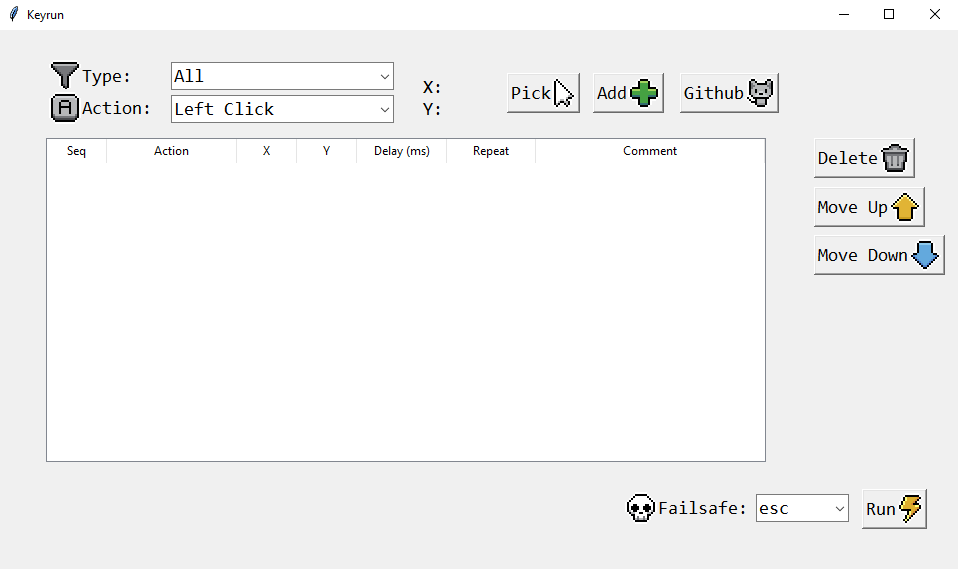 Keyrun
Type: All
Action: Left Click
X:
Y:
Pick
Add
Github
Seq Action X Y Delay (ms) Repeat Comment
Delete
Move Up
Move Down
Failsafe: esc
Run